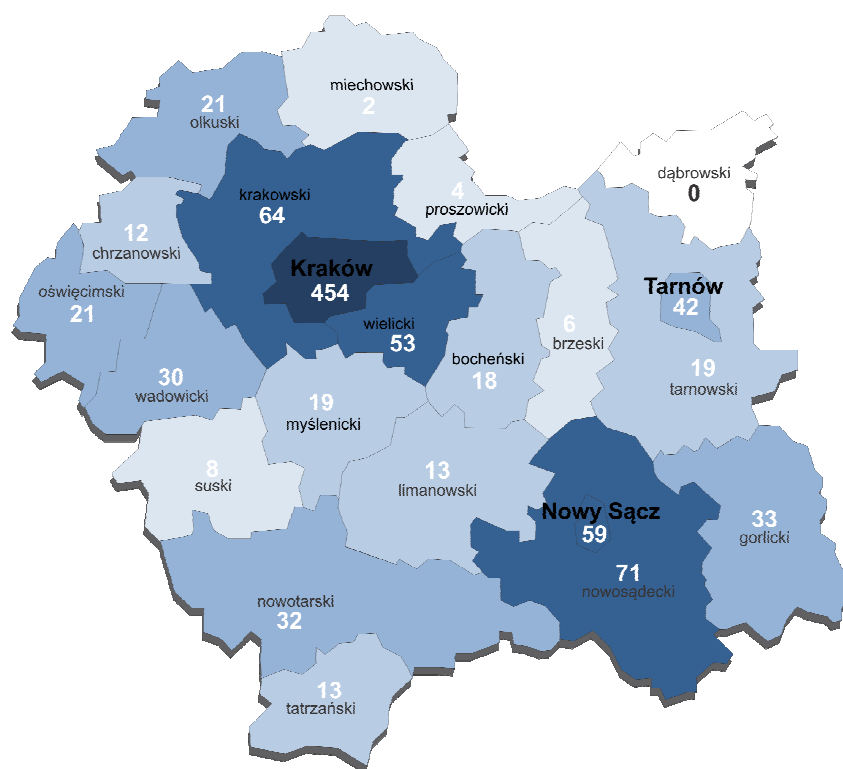 miechowski
2
21
olkuski
dąbrowski
0
krakowski
64
4
proszowicki
12
chrzanowski
Kraków
454
Tarnów
42
oświęcimski
21
wielicki
53
6
brzeski
bocheński
18
19
tarnowski
30
wadowicki
19
myślenicki
8
suski
13
limanowski
Nowy Sącz
59
33
gorlicki
71
nowosądecki
nowotarski
32
13
tatrzański